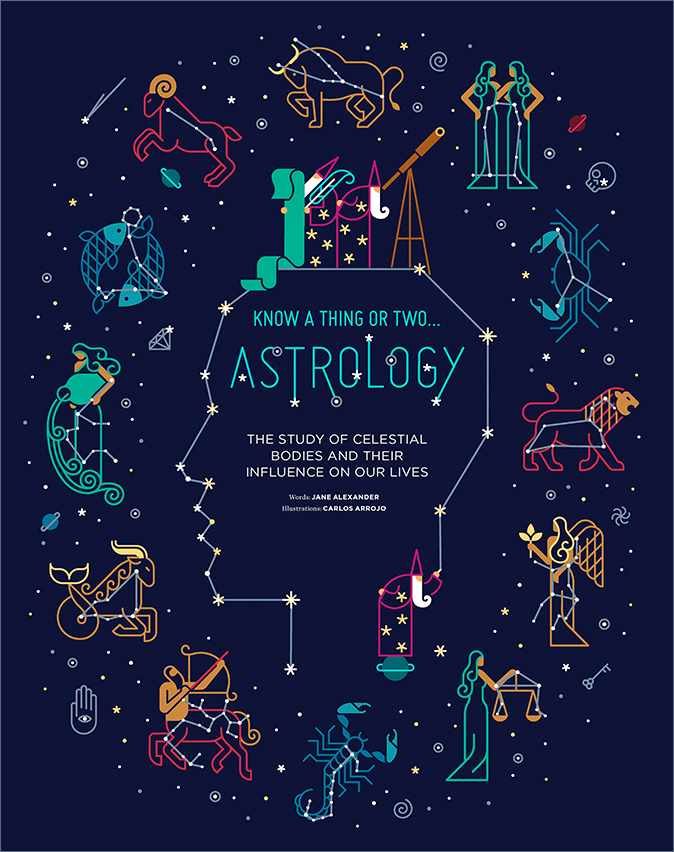 KNOW A THING OR TWO...
ASTROLOGY
THE STUDY OF CELESTIAL
BODIES AND THEIR
INFLUENCE ON OUR LIVES
Words: JANE ALEXANDER
Illustrations: CARLOS ARROJO